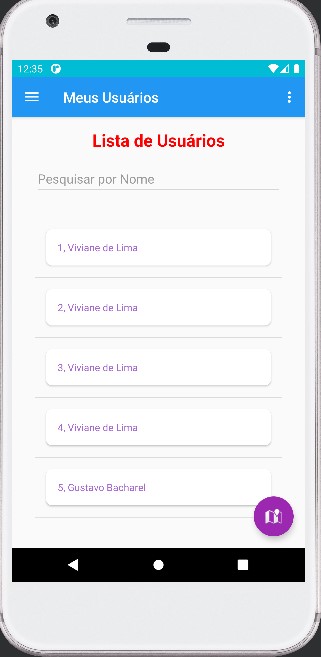 12:35
Meus Usuários
Lista de Usuários
Pesquisar por Nome
1, Viviane de Lima
2, Viviane de Lima
3, Viviane de Lima
4, Viviane de Lima
5, Gustavo Bacharel